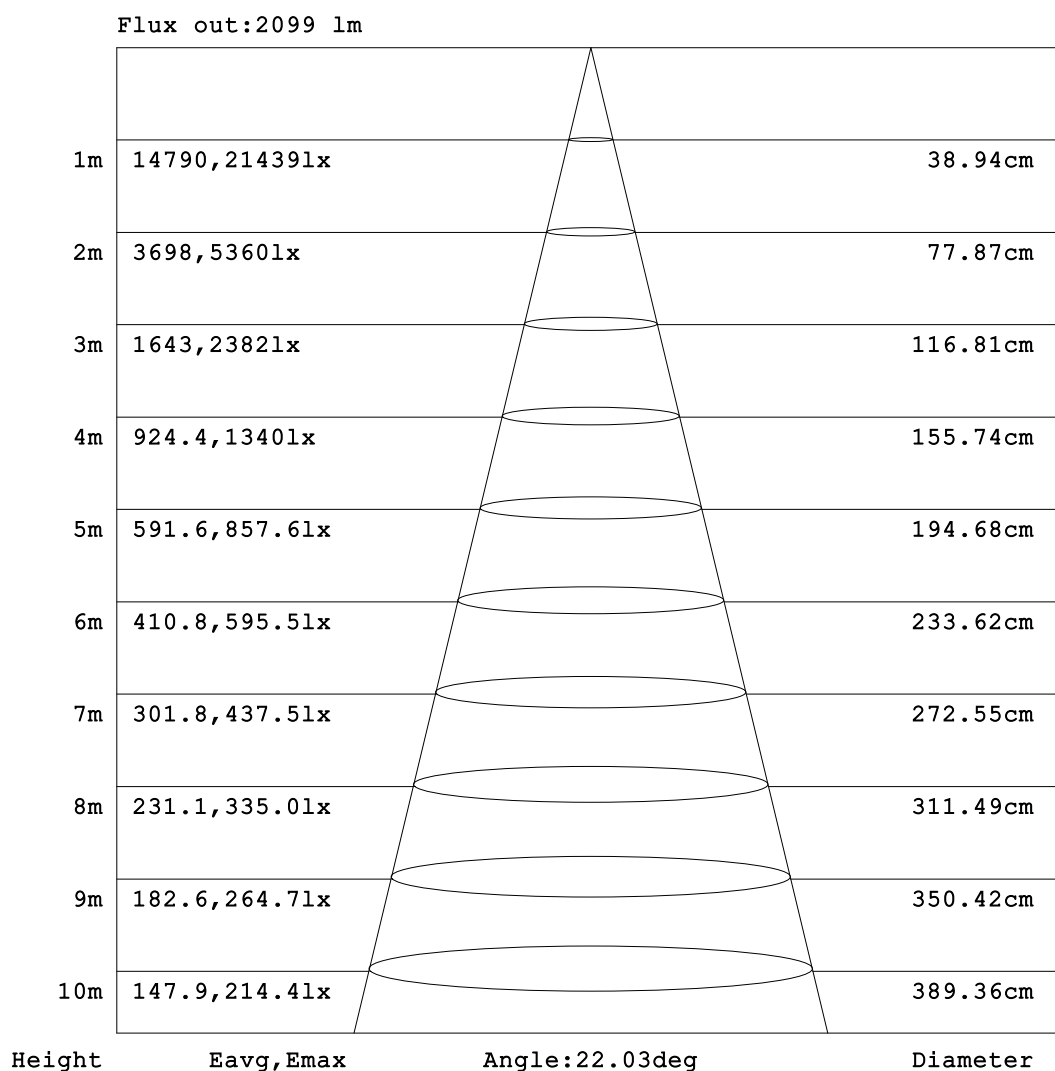 Flux out:2099 lm
1m 14790,21439lx 38.94cm
2m 3698,5360lx 77.87cm
3m 1643,2382lx 116.81cm
4m 924.4,1340lx 155.74cm
5m 591.6,857.6lx 194.68cm
6m 410.8,595.5lx 233.62cm
7m 301.8,437.5lx 272.55cm
8m 231.1,335.0lx 311.49cm
9m 182.6,264.7lx 350.42cm
10m 147.9,214.4lx 389.36cm
Height Eavg,Emax Angle:22.03deg Diameter